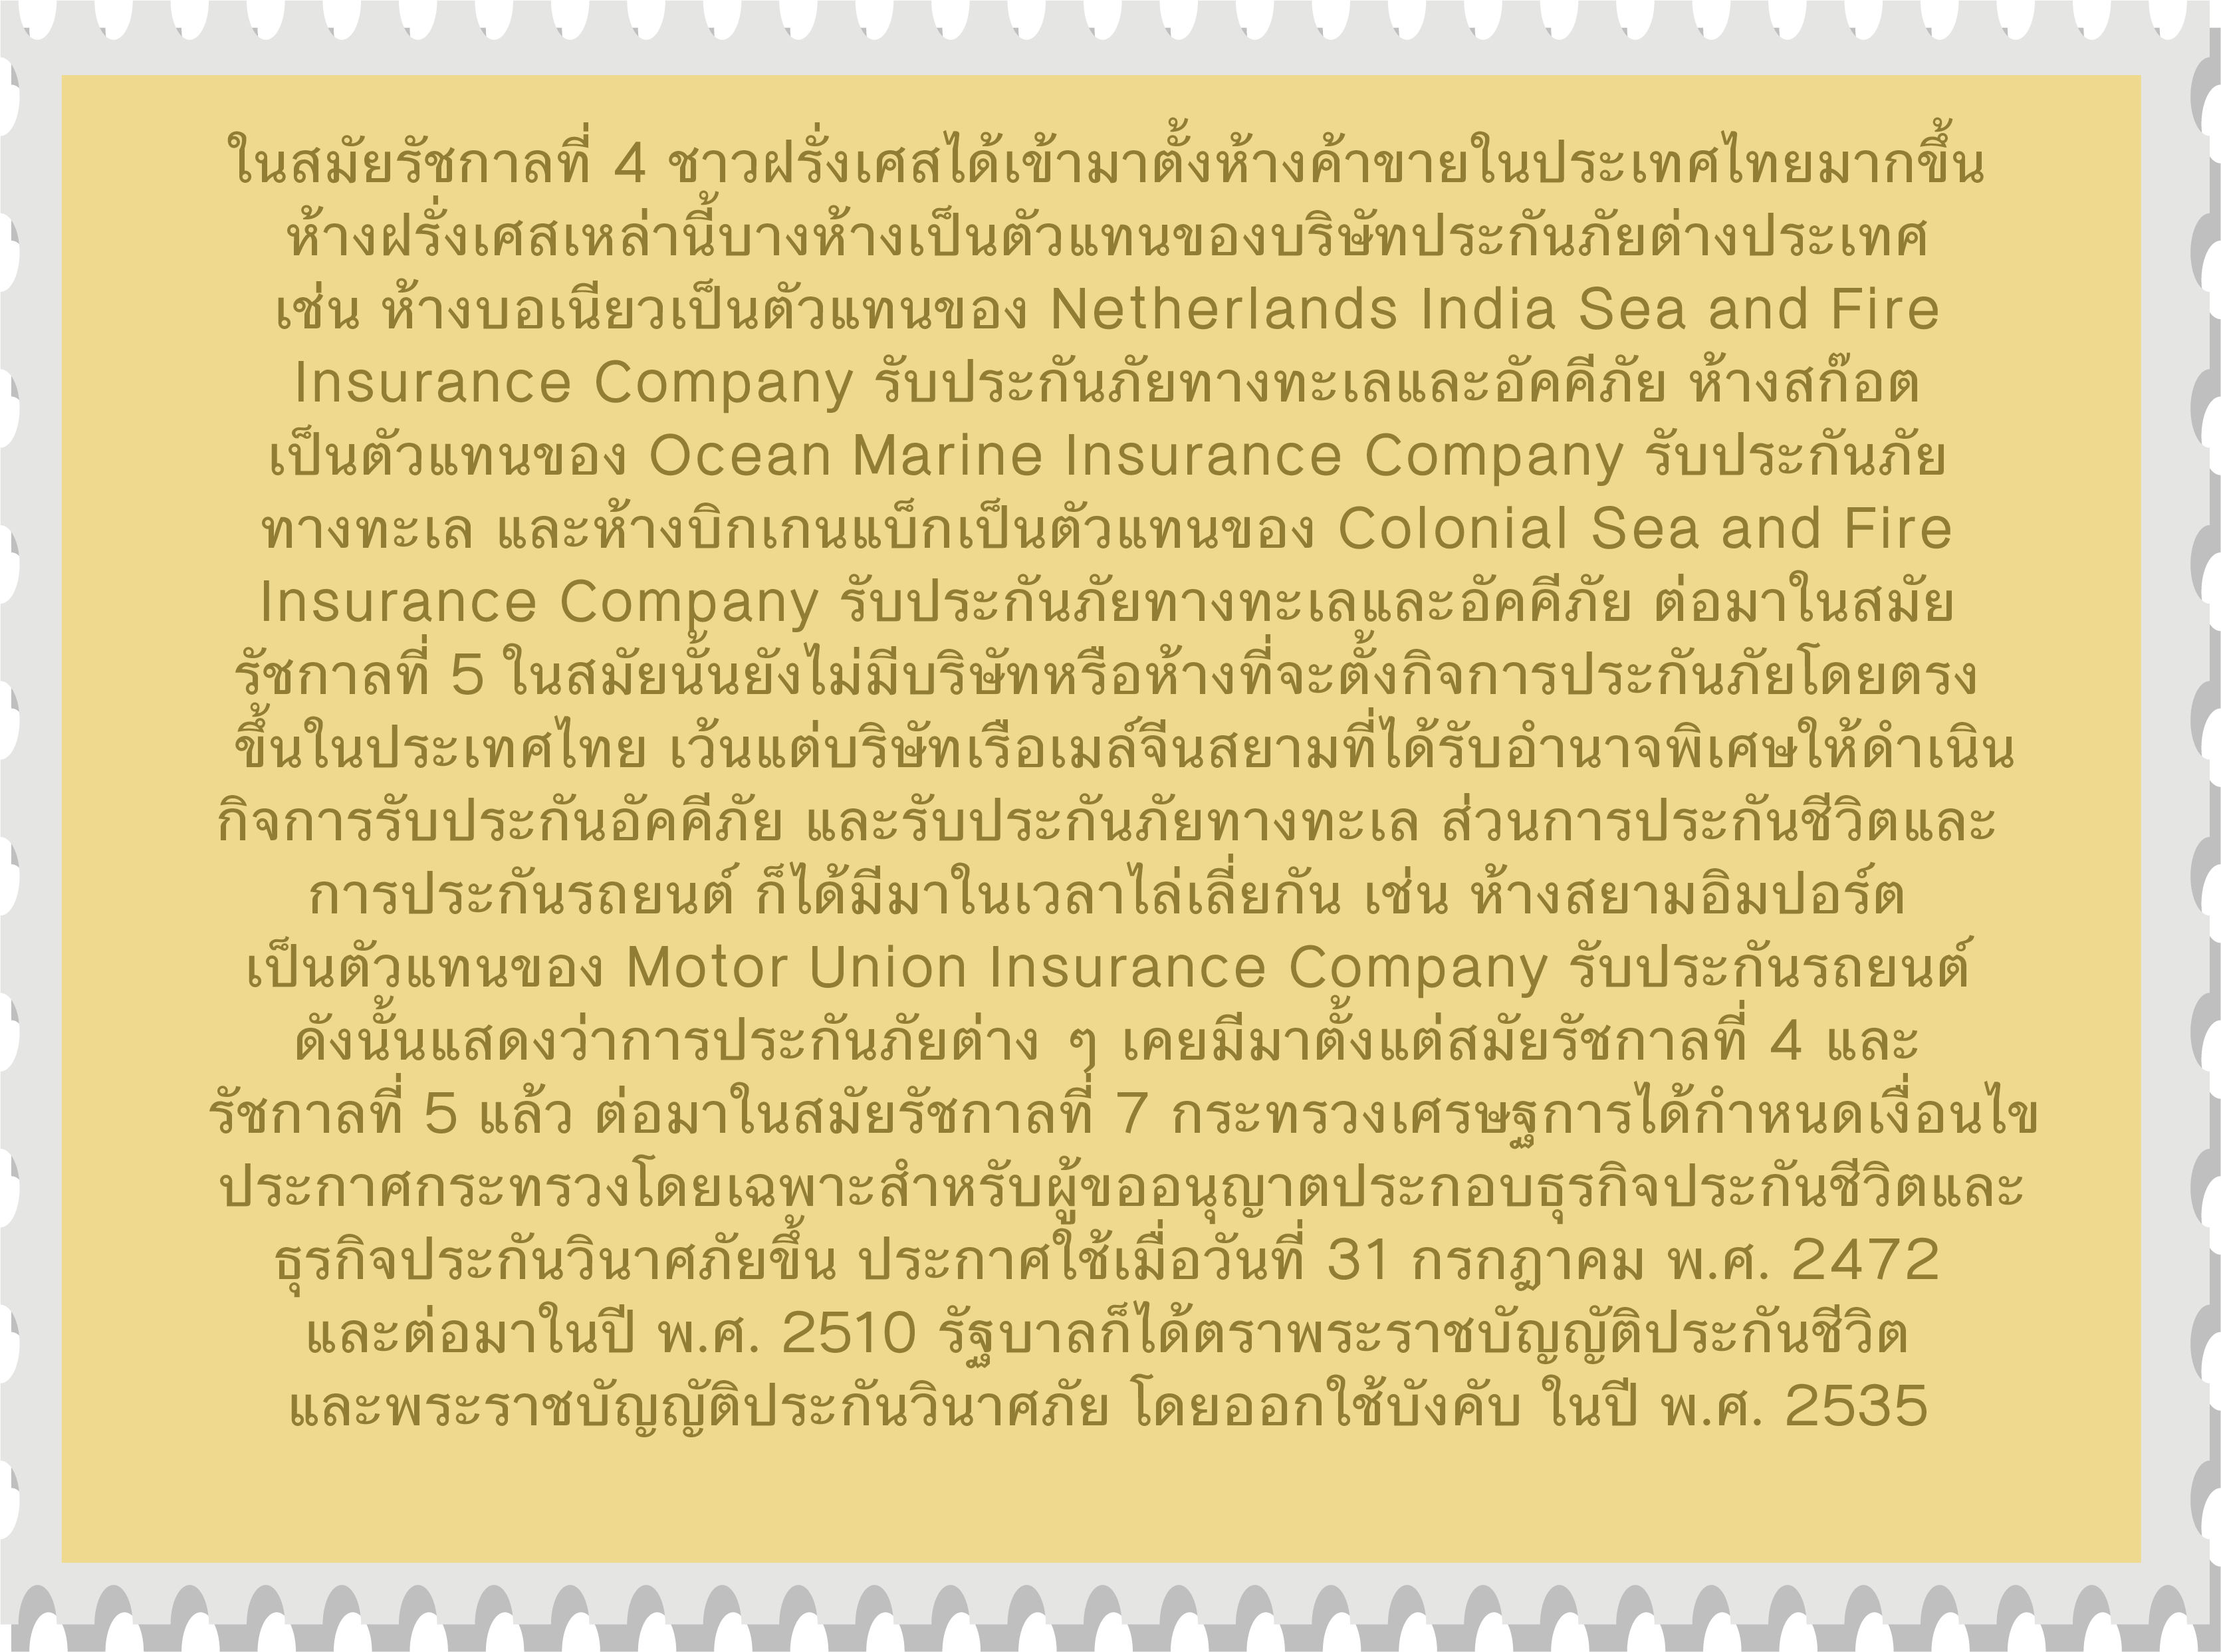 ในสมัยรัชกาลที่ 4 ชาวฝรั่งเศสได้เข้ามาตั้งห้างค้าขายในประเทศไทยมากขึ้น
ห้างฝรั่งเศสเหล่านี้บางห้างเป็นตัวแทนของบริษัทประกันภัยต่างประเทศ
เช่น ห้างบอเนียวเป็นตัวแทนของ Netherlands India Sea and Fire
Insurance Company รับประกันภัยทางทะเลและอัคคีภัย ห้างสก๊อต
เป็นตัวแทนของ Ocean Marine Insurance Company รับประกันภัย
ทางทะเล และห้างบิกเกนแบ็กเป็นตัวแทนของ Colonial Sea and Fire
Insurance Company รับประกันภัยทางทะเลและอัคคีภัย ต่อมาในสมัย
รัชกาลที่ 5 ในสมัยนั้นยังไม่มีบริษัทหรือห้างที่จะตั้งกิจการประกันภัยโดยตรง
ขึ้นในประเทศไทย เว้นแต่บริษัทเรือเมล์จีนสยามที่ได้รับอำนาจพิเศษให้ดำเนิน
กิจการรับประกันอัคคีภัย และรับประกันภัยทางทะเล ส่วนการประกันชีวิตและ
การประกันรถยนต์ ก็ได้มีมาในเวลาไล่เลี่ยกัน เช่น ห้างสยามอิมปอร์ต
เป็นตัวแทนของ Motor Union Insurance Company รับประกันรถยนต์
ดังนั้นแสดงว่าการประกันภัยต่าง ๆ เคยมีมาตั้งแต่สมัยรัชกาลที่ 4 และ
รัชกาลที่ 5 แล้ว ต่อมาในสมัยรัชกาลที่ 7 กระทรวงเศรษฐการได้กำหนดเงื่อนไข
ประกาศกระทรวงโดยเฉพาะสำหรับผู้ขออนุญาตประกอบธุรกิจประกันชีวิตและ
ธุรกิจประกันวินาศภัยขึ้น ประกาศใช้เมื่อวันที่ 31 กรกฎาคม พ.ศ. 2472
และต่อมาในปี พ.ศ. 2510 รัฐบาลก็ได้ตราพระราชบัญญัติประกันชีวิต
และพระราชบัญญัติประกันวินาศภัย โดยออกใช้บังคับ ในปี พ.ศ. 2535